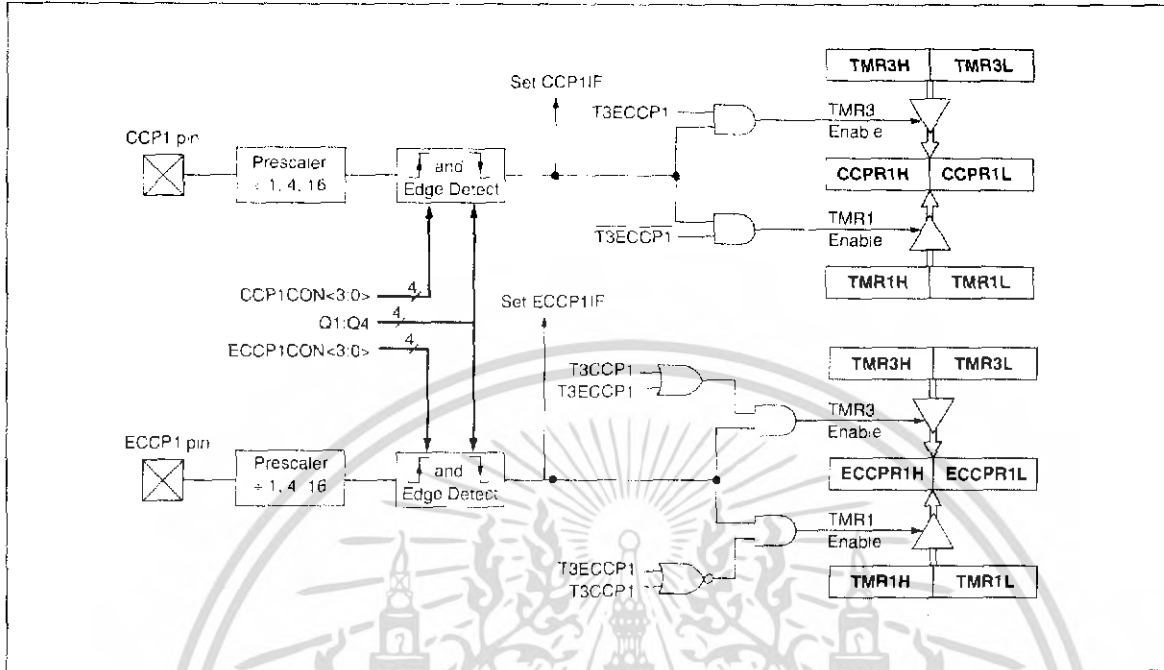 TMR3H TMR3L
Set CCP1IF
T3ECCP1
TMR3
Enable
CCP1 pin
Prescaler
÷ 1, 4, 16
and
Edge Detect
CCPR1H CCPR1L
T3ECCP1
TMR1
Enable
TMR1H TMR1L
CCP1CON<3:0> 4
Q1:Q4 4
ECCP1CON<3:0> 4
Set ECCP1IF
TMR3H TMR3L
T3CCP1
T3ECCP1
TMR3
Enable
ECCP1 pin
Prescaler
÷ 1, 4 16
and
Edge Detect
ECCPR1H ECCPR1L
TMR1
Enable
T3ECCP1
T3CCP1
TMR1H TMR1L